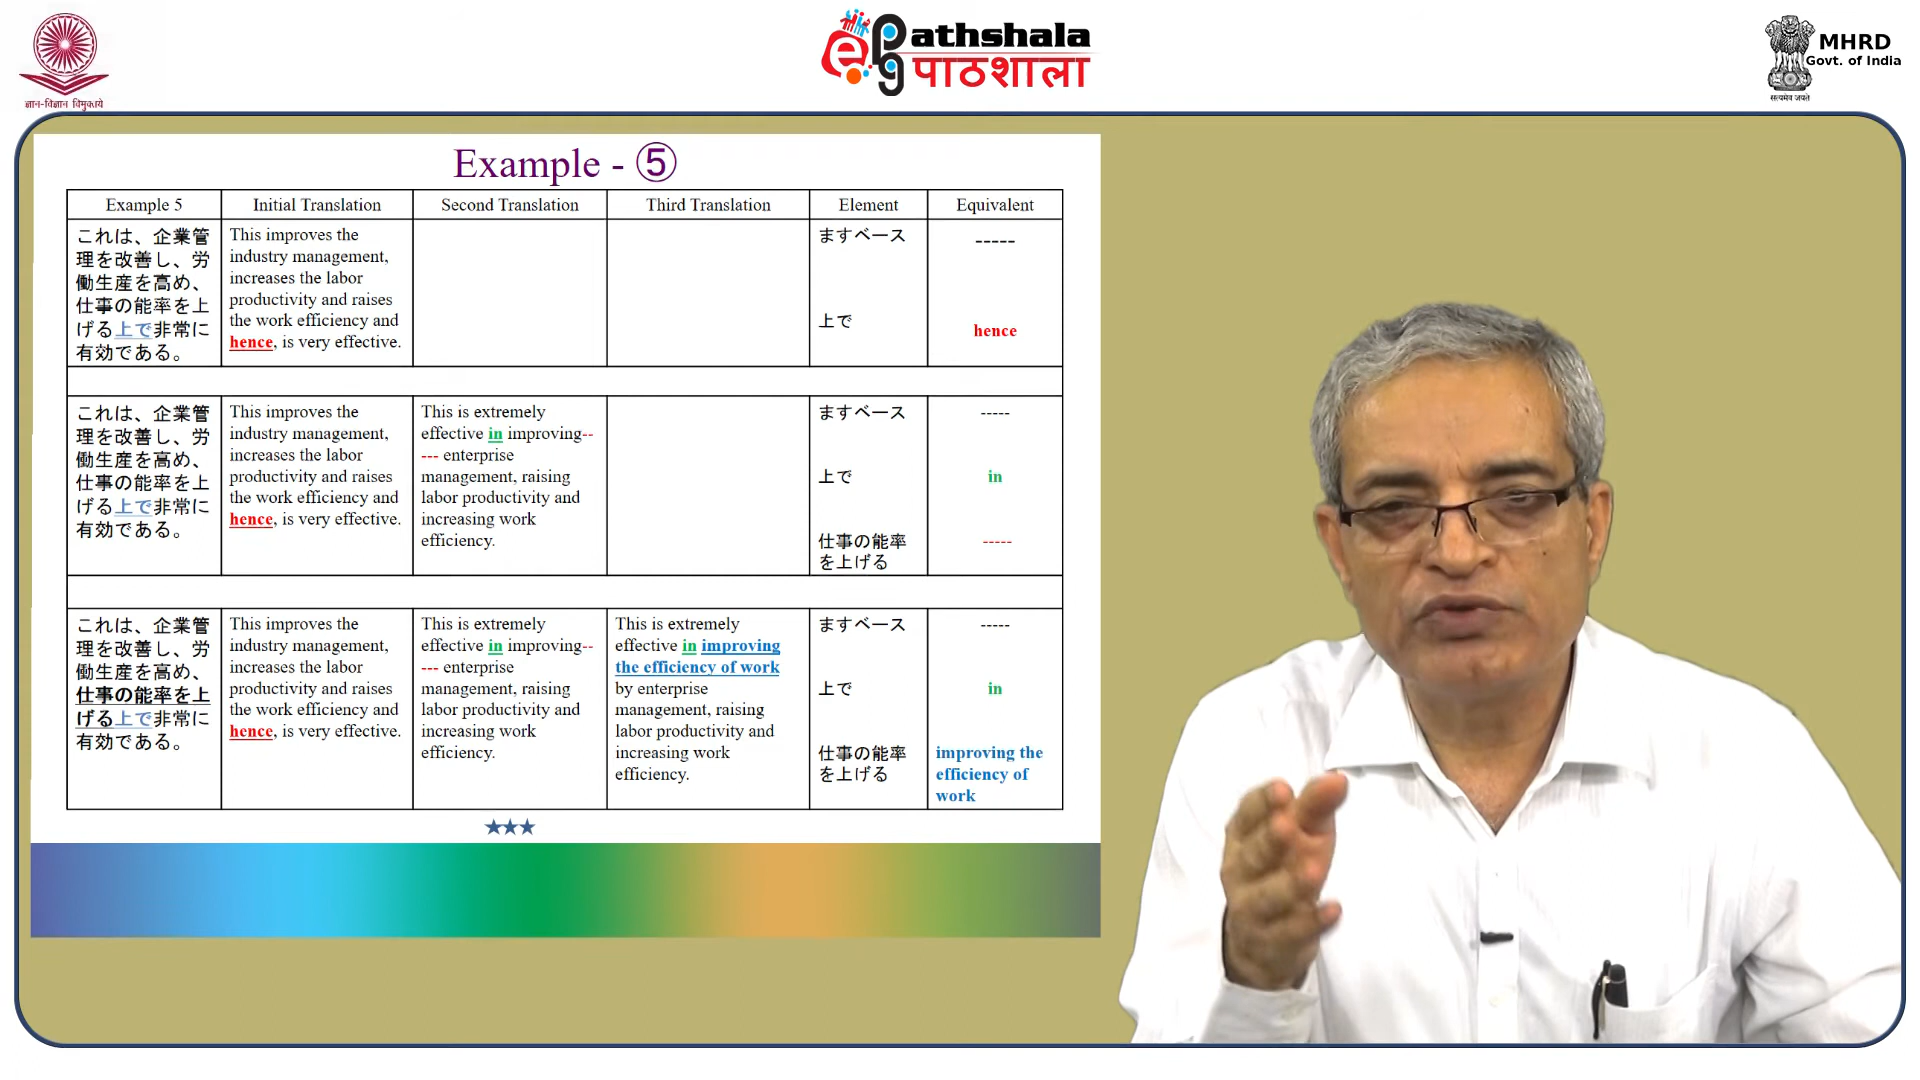 ज्ञान-विज्ञान विमुक्तये
ePathshala
पाठशाला
MHRD
Govt. of India
सत्यमेव जयते
Example - ⑤
Example 5
Initial Translation
Second Translation
Third Translation
Element
Equivalent
これは、企業管
理を改善し、労
働生産を高め、
仕事の能率を上
げる上で非常に
有効である。
This improves the
industry management,
increases the labor
productivity and raises
the work efficiency and
hence, is very effective.
ますベース
上で
-----
hence
これは、企業管
理を改善し、労
働生産を高め、
仕事の能率を上
げる上で非常に
有効である。
This improves the
industry management,
increases the labor
productivity and raises
the work efficiency and
hence, is very effective.
This is extremely
effective in improving--
--- enterprise
management, raising
labor productivity and
increasing work
efficiency.
ますベース
上で
仕事の能率
を上げる
-----
in
-----
これは、企業管
理を改善し、労
働生産を高め、
仕事の能率を上
げる上で非常に
有効である。
This improves the
industry management,
increases the labor
productivity and raises
the work efficiency and
hence, is very effective.
This is extremely
effective in improving--
--- enterprise
management, raising
labor productivity and
increasing work
efficiency.
This is extremely
effective in improving
the efficiency of work
by enterprise
management, raising
labor productivity and
increasing work
efficiency.
ますベース
上で
仕事の能率
を上げる
-----
in
improving the
efficiency of
work
★★★